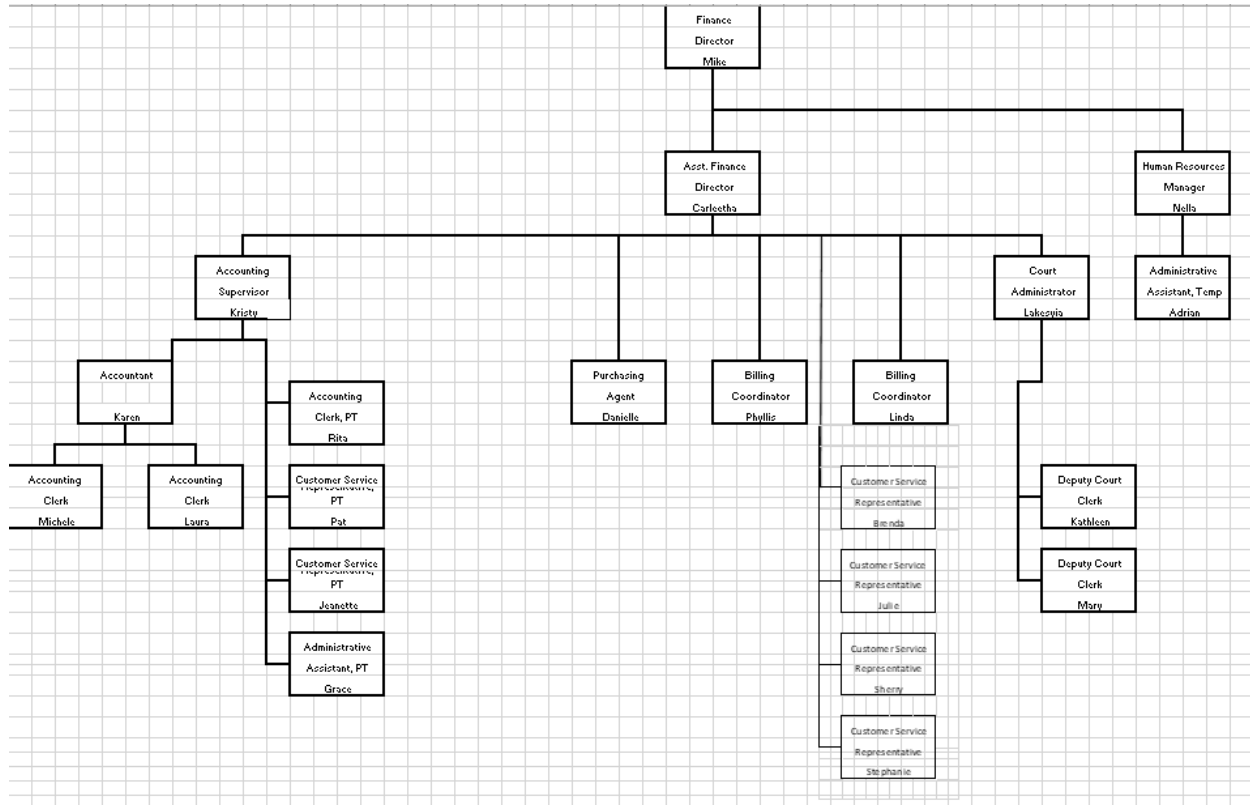 Finance
Director
Mike
Asst. Finance
Director
Carleetha
Human Resources
Manager
Nella
Accounting
Supervisor
Kristy
Court
Administrator
Lakesyia
Administrative
Assistant, Temp
Adrian
Accountant
Karen
Purchasing
Agent
Danielle
Billing
Coordinator
Phyllis
Billing
Coordinator
Linda
Accounting
Clerk, PT
Rita
Accounting
Clerk
Michele
Accounting
Clerk
Laura
Customer Service
Representative,
PT
Pat
Customer Service
Representative
Brenda
Deputy Court
Clerk
Kathleen
Customer Service
Representative,
PT
Jeanette
Customer Service
Representative
Julie
Deputy Court
Clerk
Mary
Administrative
Assistant, PT
Grace
Customer Service
Representative
Sherry
Customer Service
Representative
Stephanie